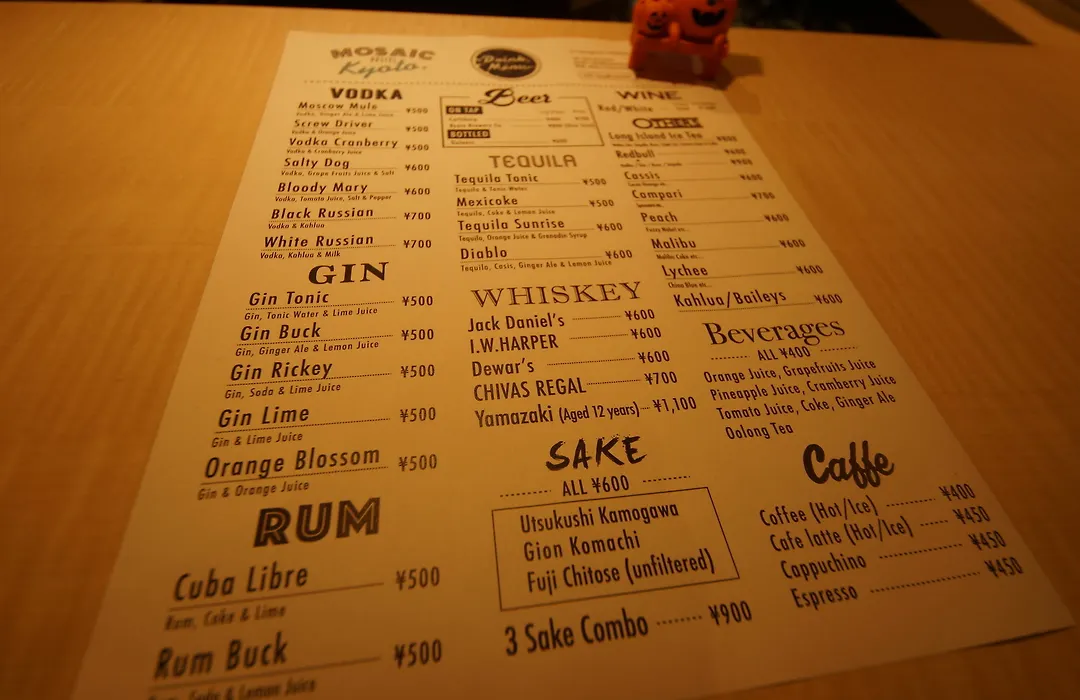 MOSAIC
Kyoto.
Drink Menu
VODKA
Moscow Mule ¥500
Vodka, Ginger Ale & Lime Juice
Screw Driver ¥500
Vodka & Orange Juice
Vodka Cranberry ¥500
Vodka & Cranberry Juice
Salty Dog ¥600
Vodka, Grape Fruits Juice & Salt
Bloody Mary ¥600
Vodka, Tomato Juice, Salt & Pepper
Black Russian ¥700
Vodka & Kahlua
White Russian ¥700
Vodka, Kahlua & Milk
GIN
Gin Tonic ¥500
Gin, Tonic Water & Lime Juice
Gin Buck ¥500
Gin, Ginger Ale & Lemon Juice
Gin Rickey ¥500
Gin, Soda & Lime Juice
Gin Lime ¥500
Gin & Lime Juice
Orange Blossom ¥500
Gin & Orange Juice
RUM
Cuba Libre ¥500
Rum, Coke & Lime
Rum Buck ¥500
Rum, Soda & Lemon Juice
Beer
ON TAP
BOTTLED
TEQUILA
Tequila Tonic ¥500
Tequila & Tonic Water
Mexicoke ¥500
Tequila, Coke & Lemon Juice
Tequila Sunrise ¥600
Tequila, Orange Juice & Grenadin Syrup
Diablo ¥600
Tequila, Casis, Ginger Ale & Lemon Juice
WHISKEY
Jack Daniel's ¥600
I.W.HARPER ¥600
Dewar's ¥600
CHIVAS REGAL ¥700
Yamazaki (Aged 12 years) ¥1,100
SAKE
ALL ¥600
Utsukushi Kamogawa
Gion Komachi
Fuji Chitose (unfiltered)
3 Sake Combo ¥900
WINE
Red/White
OTHER
Long Island Ice Tea
Redbull
Cassis ¥600
Campari ¥700
Peach ¥600
Malibu ¥600
Lychee ¥600
Kahlua/Baileys ¥600
Beverages
ALL ¥400
Orange Juice, Grapefruits Juice
Pineapple Juice, Cramberry Juice
Tomato Juice, Coke, Ginger Ale
Oolong Tea
Caffe
Coffee (Hot/Ice) ¥400
Cafe latte (Hot/Ice) ¥450
Cappuchino ¥450
Espresso ¥450